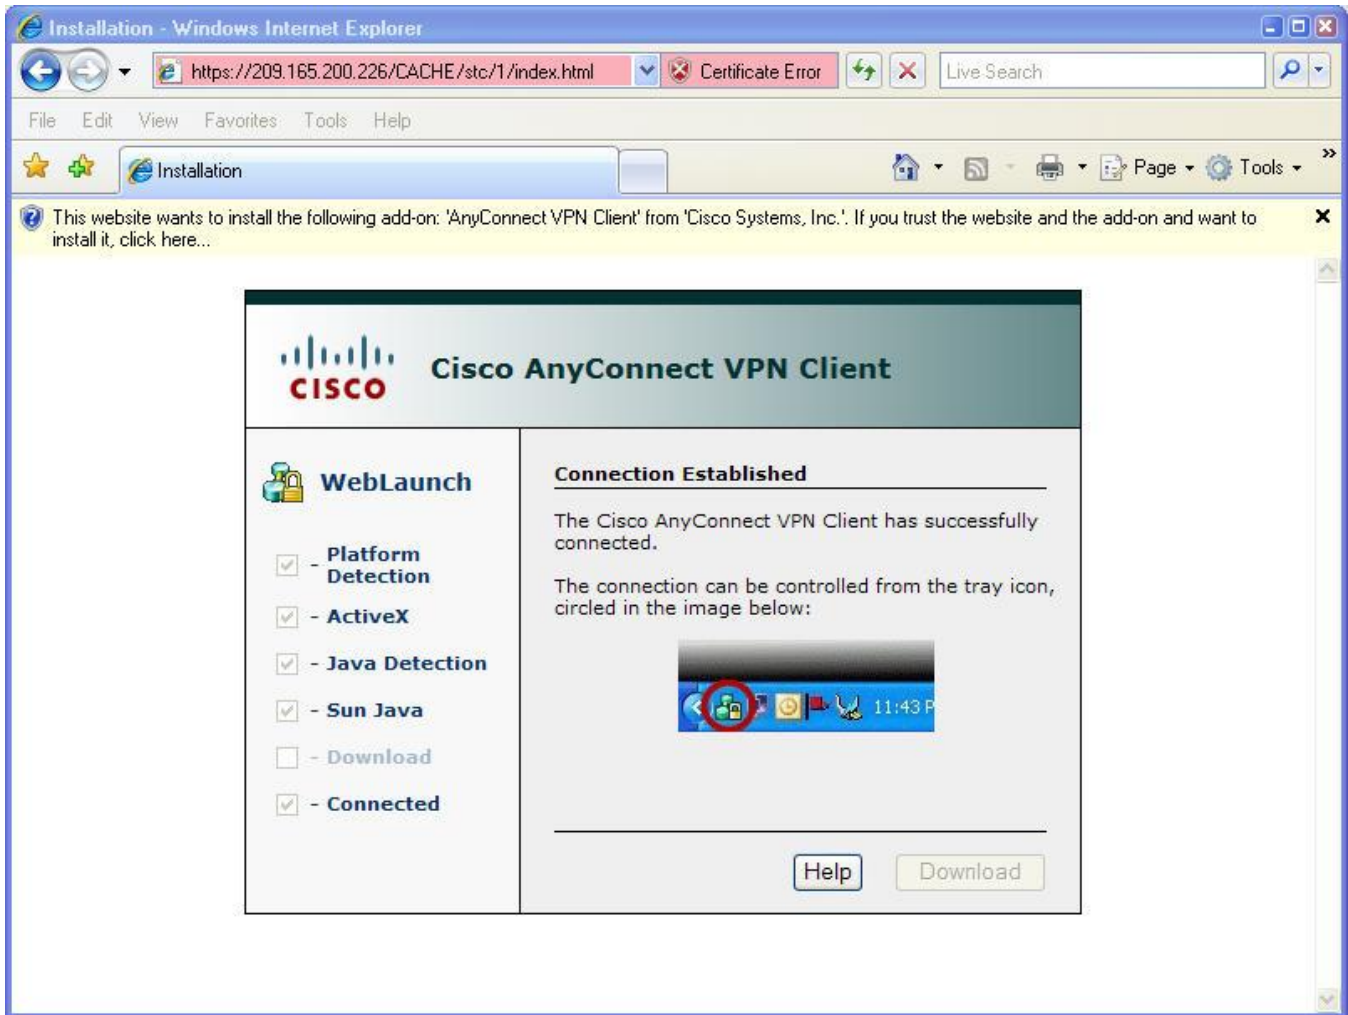 Installation - Windows Internet Explorer
https://209.165.200.226/CACHE/stc/1/index.html Certificate Error Live Search
File Edit View Favorites Tools Help
Installation Page Tools »
This website wants to install the following add-on: 'AnyConnect VPN Client' from 'Cisco Systems, Inc.'. If you trust the website and the add-on and want to
install it, click here...
CISCO Cisco AnyConnect VPN Client
WebLaunch
- Platform
Detection
- ActiveX
- Java Detection
- Sun Java
- Download
- Connected
Connection Established
The Cisco AnyConnect VPN Client has successfully
connected.
The connection can be controlled from the tray icon,
circled in the image below:
11:43 P
Help Download